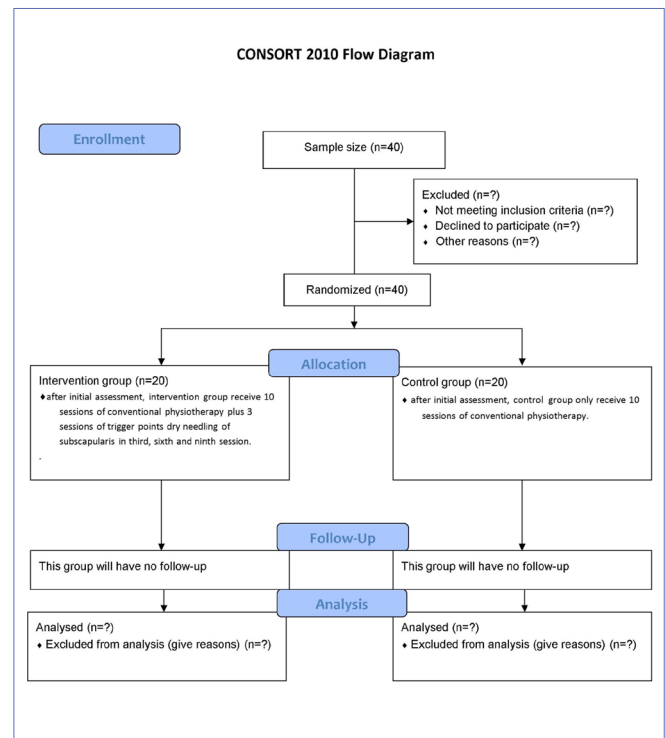 CONSORT 2010 Flow Diagram
Enrollment
Sample size (n=40)
Excluded (n=?)
♦ Not meeting inclusion criteria (n=?)
♦ Declined to participate (n=?)
♦ Other reasons (n=?)
Randomized (n=40)
Allocation
Intervention group (n=20)
♦after initial assessment, intervention group receive 10
sessions of conventional physiotherapy plus 3
sessions of trigger points dry needling of
subscapularis in third, sixth and ninth session.
.
Control group (n=20)
♦ after initial assessment, control group only receive 10
sessions of conventional physiotherapy.
Follow-Up
This group will have no follow-up
This group will have no follow-up
Analysis
Analysed (n=?)
♦ Excluded from analysis (give reasons) (n=?)
Analysed (n=?)
♦ Excluded from analysis (give reasons) (n=?)